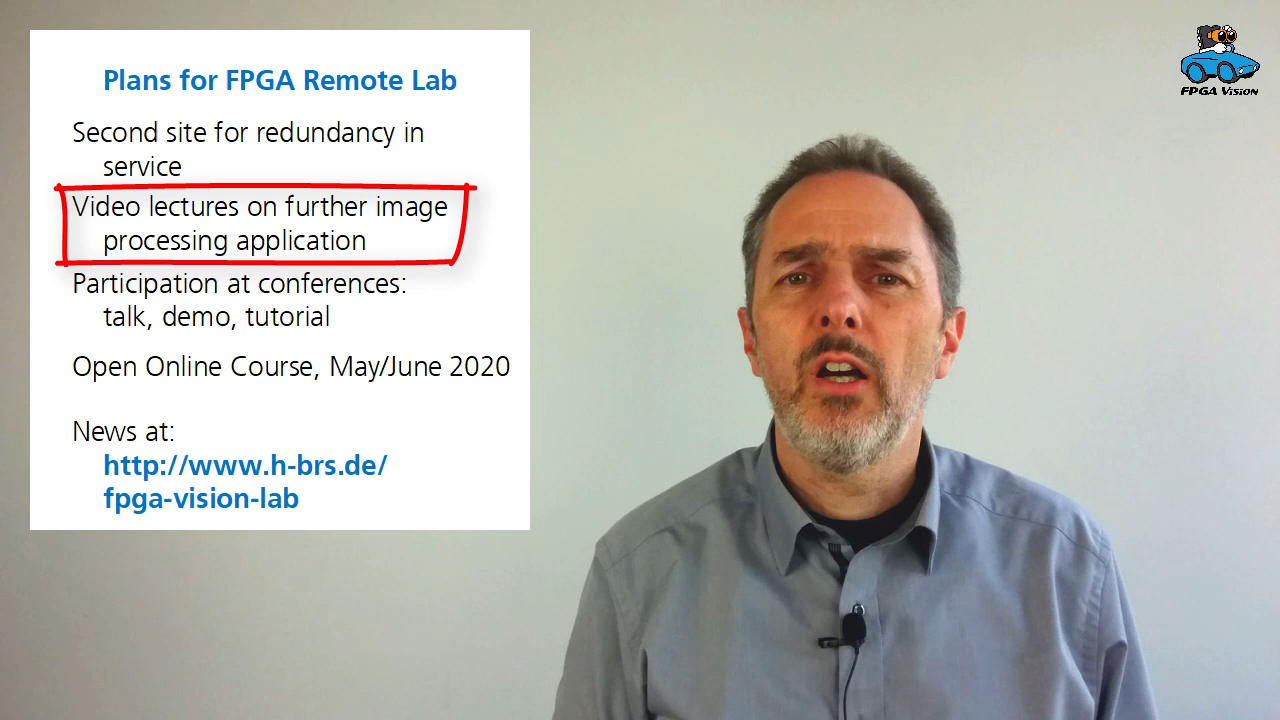 Plans for FPGA Remote Lab
Second site for redundancy in
service
Video lectures on further image
processing application
Participation at conferences:
talk, demo, tutorial
Open Online Course, May/June 2020
News at:
http://www.h-brs.de/
fpga-vision-lab
FPGA Vision